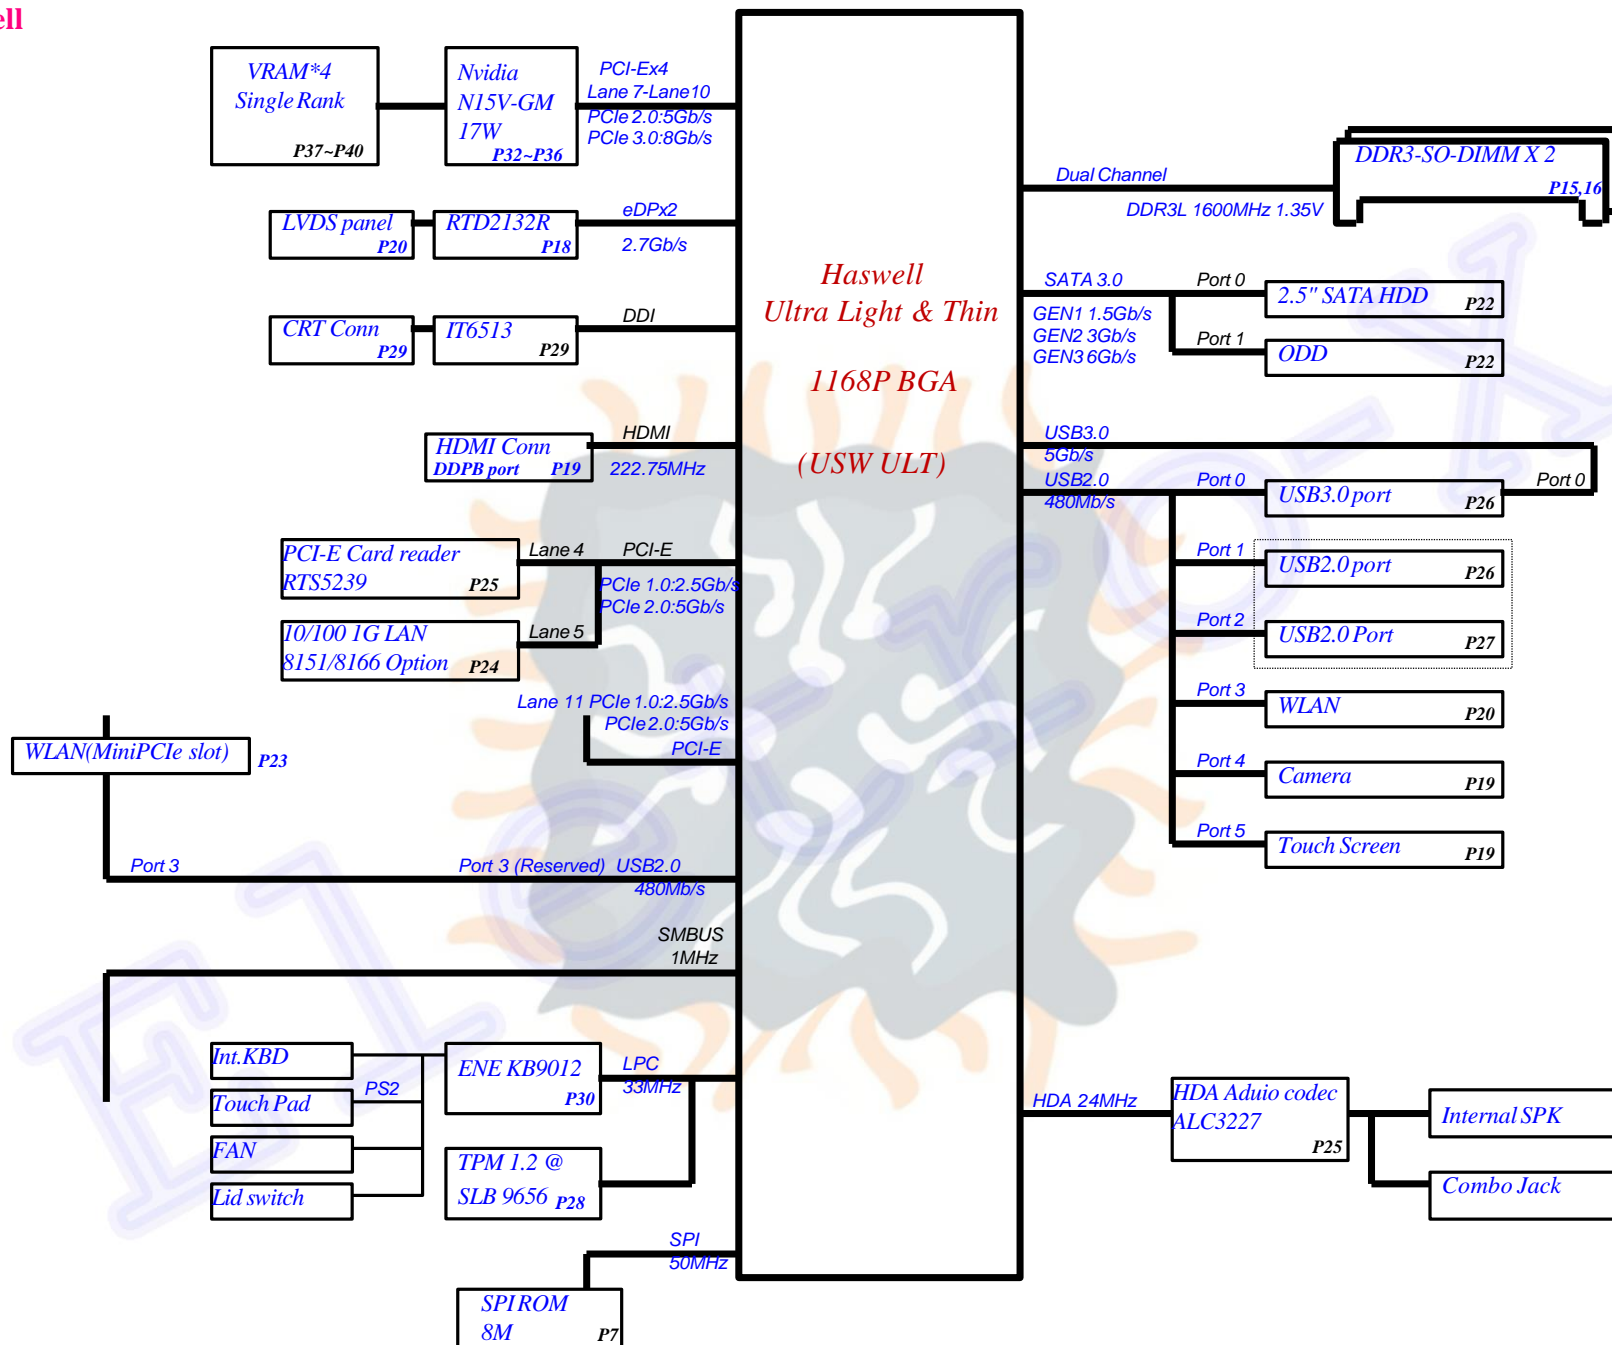 ell
VRAM*4
Single Rank
P37~P40
Nvidia
N15V-GM
17W
P32~P36
PCI-Ex4
Lane 7-Lane10
PCIe 2.0:5Gb/s
PCIe 3.0:8Gb/s
LVDS panel
P20
RTD2132R
P18
eDPx2
2.7Gb/s
CRT Conn
P29
IT6513
P29
DDI
HDMI Conn
DDPB port P19
HDMI
222.75MHz
PCI-E Card reader
RTS5239 P25
Lane 4
PCI-E
PCIe 1.0:2.5Gb/s
PCIe 2.0:5Gb/s
10/100 1G LAN
8151/8166 Option P24
Lane 5
Lane 11 PCIe 1.0:2.5Gb/s
PCIe 2.0:5Gb/s
PCI-E
WLAN(MiniPCIe slot) P23
Port 3
Port 3 (Reserved) USB2.0
480Mb/s
SMBUS
1MHz
Int.KBD
Touch Pad
FAN
Lid switch
PS2
ENE KB9012
P30
LPC
33MHz
TPM 1.2 @
SLB 9656 P28
SPI
50MHz
SPI ROM
8M P7
Haswell
Ultra Light & Thin
1168P BGA
(USW ULT)
Dual Channel
DDR3L 1600MHz 1.35V
DDR3-SO-DIMM X 2
P15,16
SATA 3.0
GEN1 1.5Gb/s
GEN2 3Gb/s
GEN3 6Gb/s
Port 0
2.5" SATA HDD P22
Port 1
ODD P22
USB3.0
5Gb/s
USB2.0
480Mb/s
Port 0
USB3.0 port P26
Port 0
Port 1
USB2.0 port P26
Port 2
USB2.0 Port P27
Port 3
WLAN P20
Port 4
Camera P19
Port 5
Touch Screen P19
HDA 24MHz
HDA Aduio codec
ALC3227
P25
Internal SPK
Combo Jack